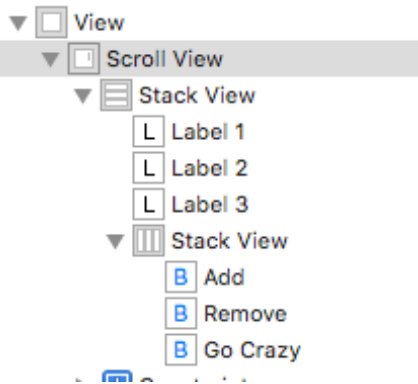 View
Scroll View
Stack View
L Label 1
L Label 2
L Label 3
Stack View
B Add
B Remove
B Go Crazy